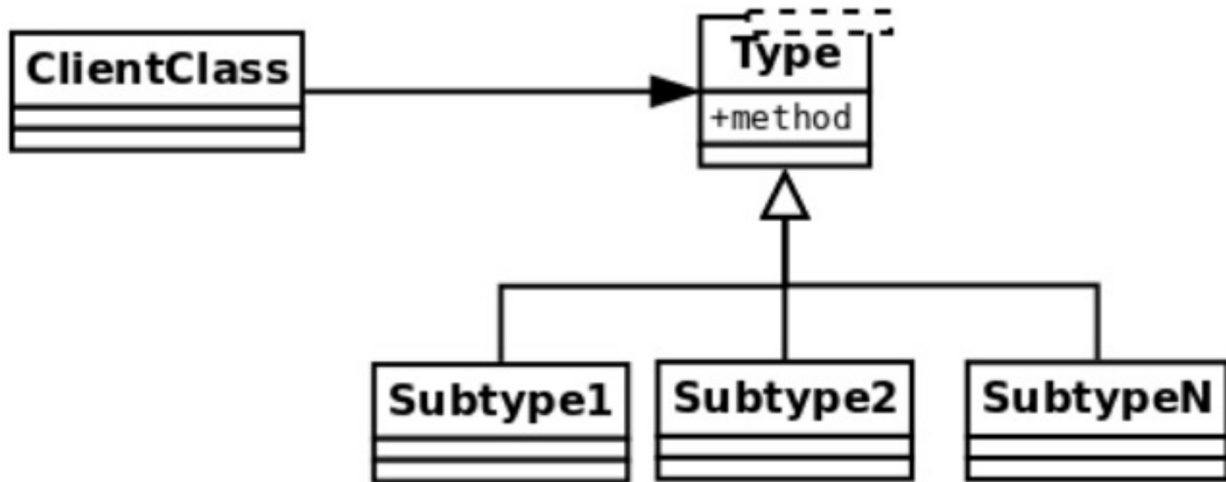 ClientClass
Type
+method
Subtype1
Subtype2
SubtypeN